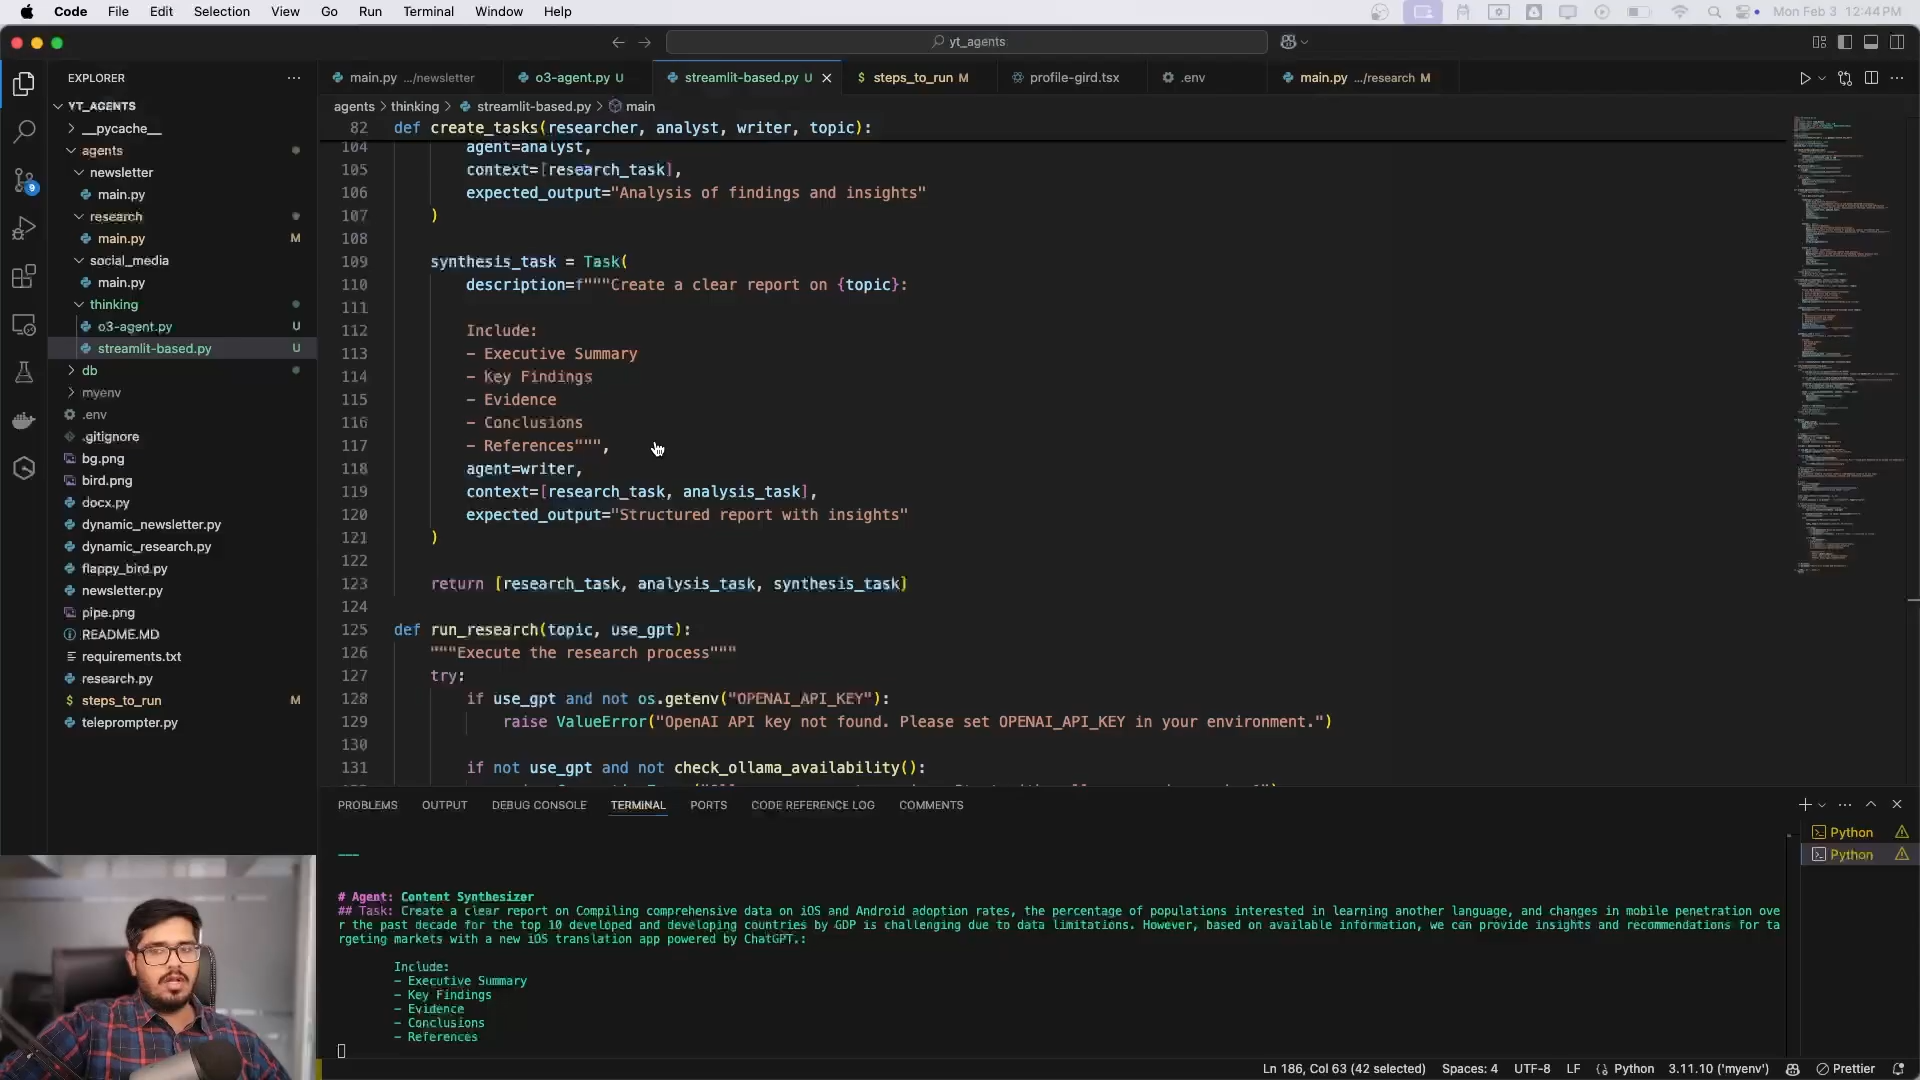 Code File Edit Selection View Go Run Terminal Window Help
Mon Feb 3 12:44 PM
yt_agents
EXPLORER
main.py .../newsletter
o3-agent.py U
streamlit-based.py U
$ steps_to_run M
profile-gird.tsx
.env
main.py .../research M
agents > thinking > streamlit-based.py > main
YT_AGENTS
__pycache__
agents
newsletter
main.py
research
main.py M
social_media
main.py
thinking
o3-agent.py U
streamlit-based.py U
db
myenv
.env
.gitignore
bg.png
bird.png
docx.py
dynamic_newsletter.py
dynamic_research.py
flappy_bird.py
newsletter.py
pipe.png
README.MD
requirements.txt
research.py
$ steps_to_run M
teleprompter.py
9
82 def create_tasks(researcher, analyst, writer, topic):
104 agent=analyst,
105 context=[research_task],
106 expected_output="Analysis of findings and insights"
107 )
108
109 synthesis_task = Task(
110 description=f"""Create a clear report on {topic}:
111
112 Include:
113 - Executive Summary
114 - Key Findings
115 - Evidence
116 - Conclusions
117 - References""",
118 agent=writer,
119 context=[research_task, analysis_task],
120 expected_output="Structured report with insights"
121 )
122
123 return [research_task, analysis_task, synthesis_task]
124
125 def run_research(topic, use_gpt):
126 """Execute the research process"""
127 try:
128 if use_gpt and not os.getenv("OPENAI_API_KEY"):
129 raise ValueError("OpenAI API key not found. Please set OPENAI_API_KEY in your environment.")
130
131 if not use_gpt and not check_ollama_availability():
PROBLEMS OUTPUT DEBUG CONSOLE TERMINAL PORTS CODE REFERENCE LOG COMMENTS
Python
Python
# Agent: Content Synthesizer
## Task: Create a clear report on Compiling comprehensive data on iOS and Android adoption rates, the percentage of populations interested in learning another language, and changes in mobile penetration ove
r the past decade for the top 10 developed and developing countries by GDP is challenging due to data limitations. However, based on available information, we can provide insights and recommendations for ta
rgeting markets with a new iOS translation app powered by ChatGPT.:
Include:
- Executive Summary
- Key Findings
- Evidence
- Conclusions
- References
Ln 186, Col 63 (42 selected) Spaces: 4 UTF-8 LF Python 3.11.10 ('myenv') Prettier